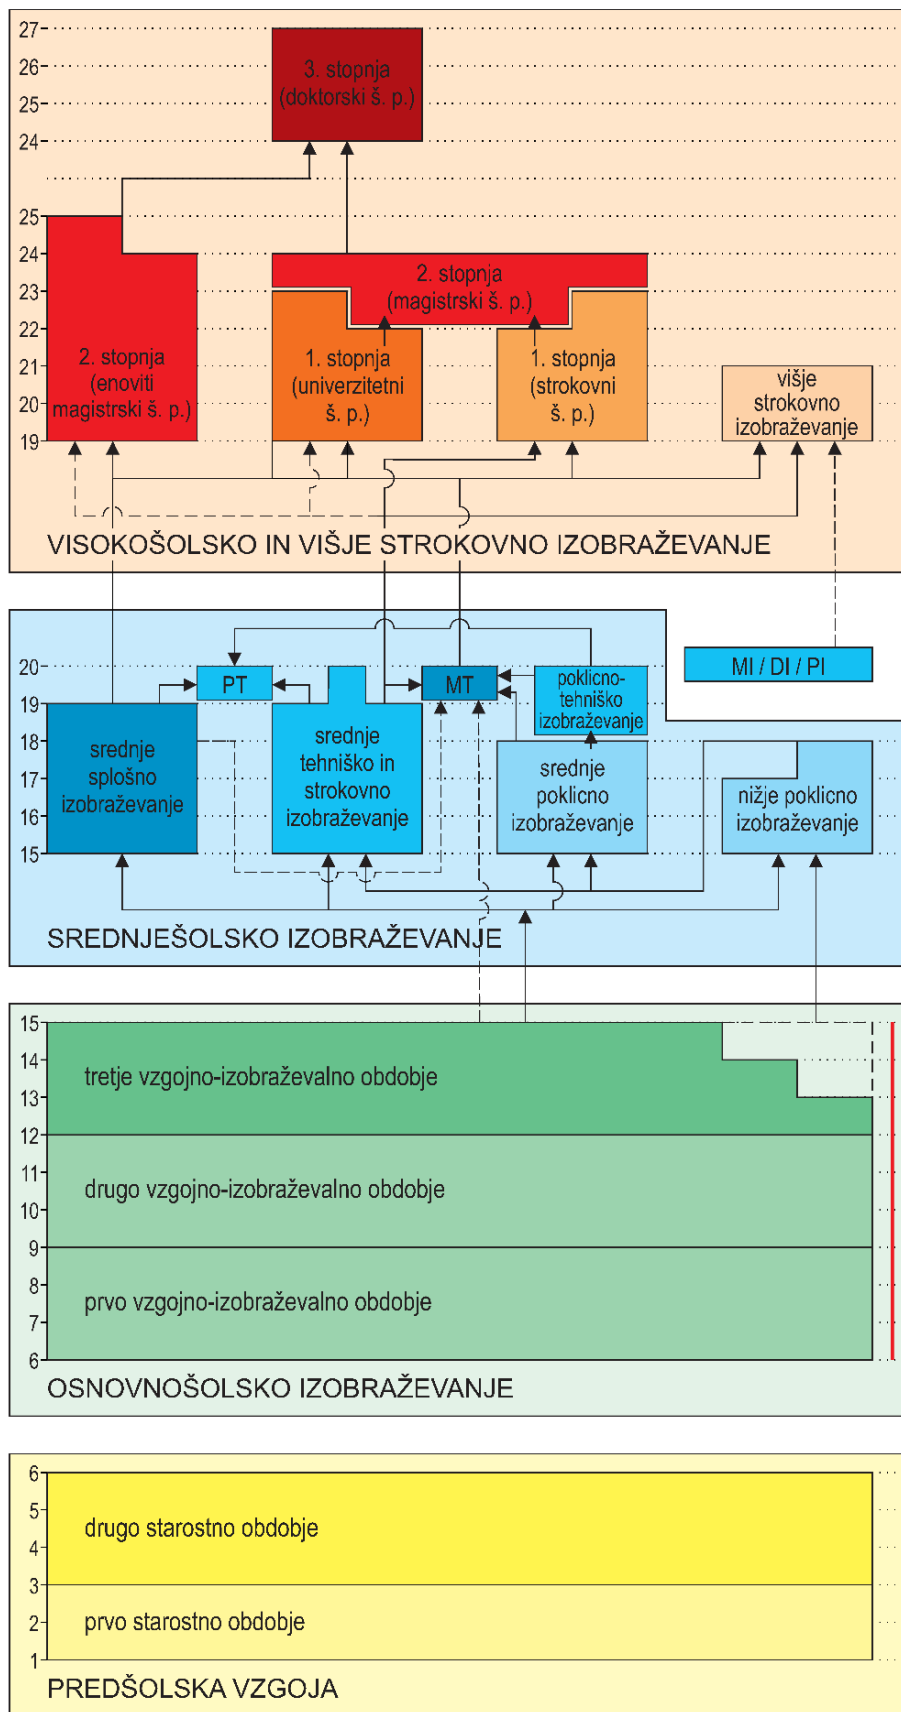 27
26
25
24
25
24
23
22
21
20
19
3. stopnja
(doktorski š. p.)
2. stopnja
(magistrski š. p.)
2. stopnja
(enoviti
magistrski š. p.)
1. stopnja
(univerzitetni
š. p.)
1. stopnja
(strokovni
š. p.)
višje
strokovno
izobraževanje
VISOKOŠOLSKO IN VIŠJE STROKOVNO IZOBRAŽEVANJE
MI / DI / PI
20
19
18
17
16
15
PT
MT
poklicno-
tehniško
izobraževanje
srednje
splošno
izobraževanje
srednje
tehniško in
strokovno
izobraževanje
srednje
poklicno
izobraževanje
nižje poklicno
izobraževanje
SREDNJEŠOLSKO IZOBRAŽEVANJE
15
14
13
12
11
10
9
8
7
6
tretje vzgojno-izobraževalno obdobje
drugo vzgojno-izobraževalno obdobje
prvo vzgojno-izobraževalno obdobje
OSNOVNOŠOLSKO IZOBRAŽEVANJE
6
5
4
3
2
1
drugo starostno obdobje
prvo starostno obdobje
PREDŠOLSKA VZGOJA